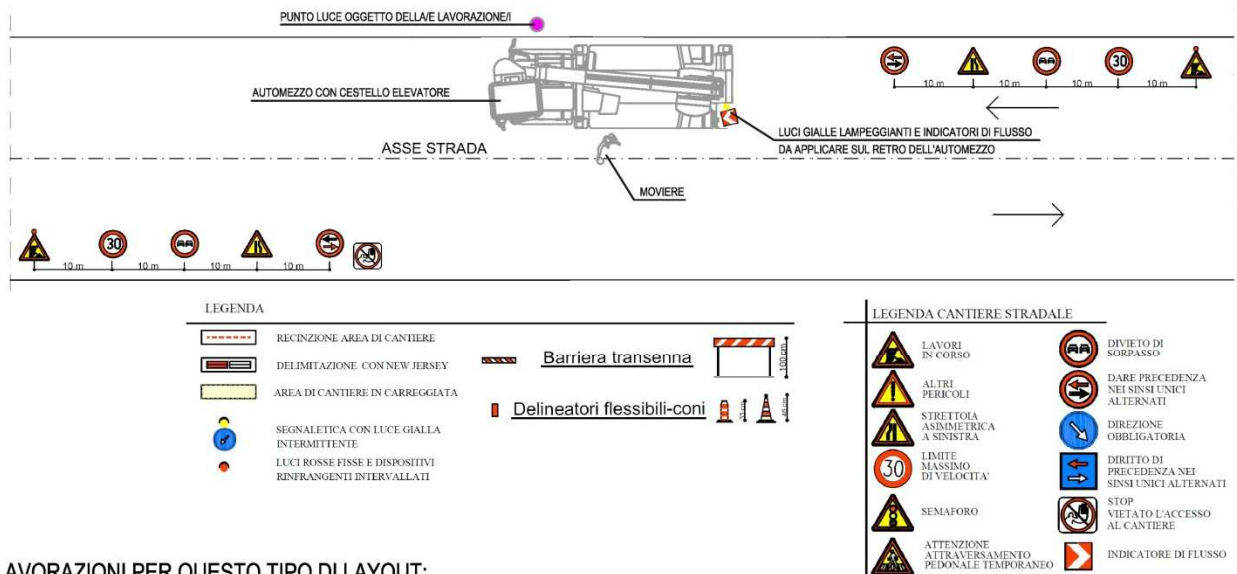 PUNTO LUCE OGGETTO DELLA/E LAVORAZIONE/I
AUTOMEZZO CON CESTELLO ELEVATORE
ASSE STRADA
MOVIERE
30
10 m 10 m 10 m 10 m
LUCI GIALLE LAMPEGGIANTI E INDICATORI DI FLUSSO
DA APPLICARE SUL RETRO DELL'AUTOMEZZO
30
10 m 10 m 10 m 10 m
LEGENDA
RECINZIONE AREA DI CANTIERE
DELIMITAZIONE CON NEW JERSEY
AREA DI CANTIERE IN CARREGGIATA
SEGNALETICA CON LUCE GIALLA
INTERMITTENTE
LUCI ROSSE FISSE E DISPOSITIVI
RINFRANGENTI INTERVALLATI
Barriera transenna
100 cm
Delineatori flessibili-coni
LEGENDA CANTIERE STRADALE
LAVORI
IN CORSO
ALTRI
PERICOLI
STRETTOIA
ASIMMETRICA
A SINISTRA
30
LIMITE
MASSIMO
DI VELOCITA'
SEMAFORO
ATTENZIONE
ATTRAVERSAMENTO
PEDONALE TEMPORANEO
DIVIETO DI
SORPASSO
DARE PRECEDENZA
NEI SINSI UNICI
ALTERNATI
DIREZIONE
OBBLIGATORIA
DIRITTO DI
PRECEDENZA NEI
SINSI UNICI ALTERNATI
STOP
VIETATO L'ACCESSO
AL CANTIERE
INDICATORE DI FLUSSO
AVORAZIONI PER QUESTO TIPO DI LAYOUT: